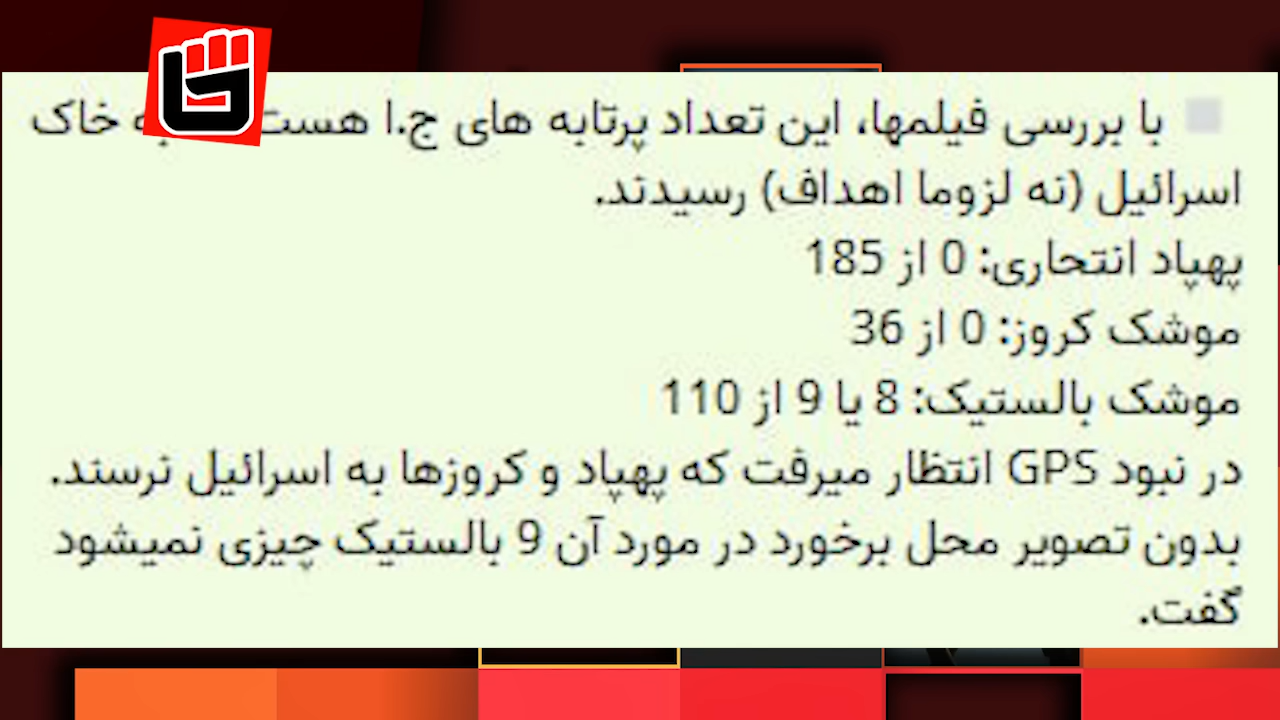 با بررسی فیلمها، این تعداد پرتابه های ج.ا هست خاک
اسرائیل (نه لزوما اهداف) رسیدند.
پهپاد انتحاری: 0 از 185
موشک کروز: 0 از 36
موشک بالستیک: 8 یا 9 از 110
در نبود GPS انتظار میرفت که پهپاد و کروزها به اسرائیل نرسند.
بدون تصویر محل برخورد در مورد آن 9 بالستیک چیزی نمیشود
گفت.